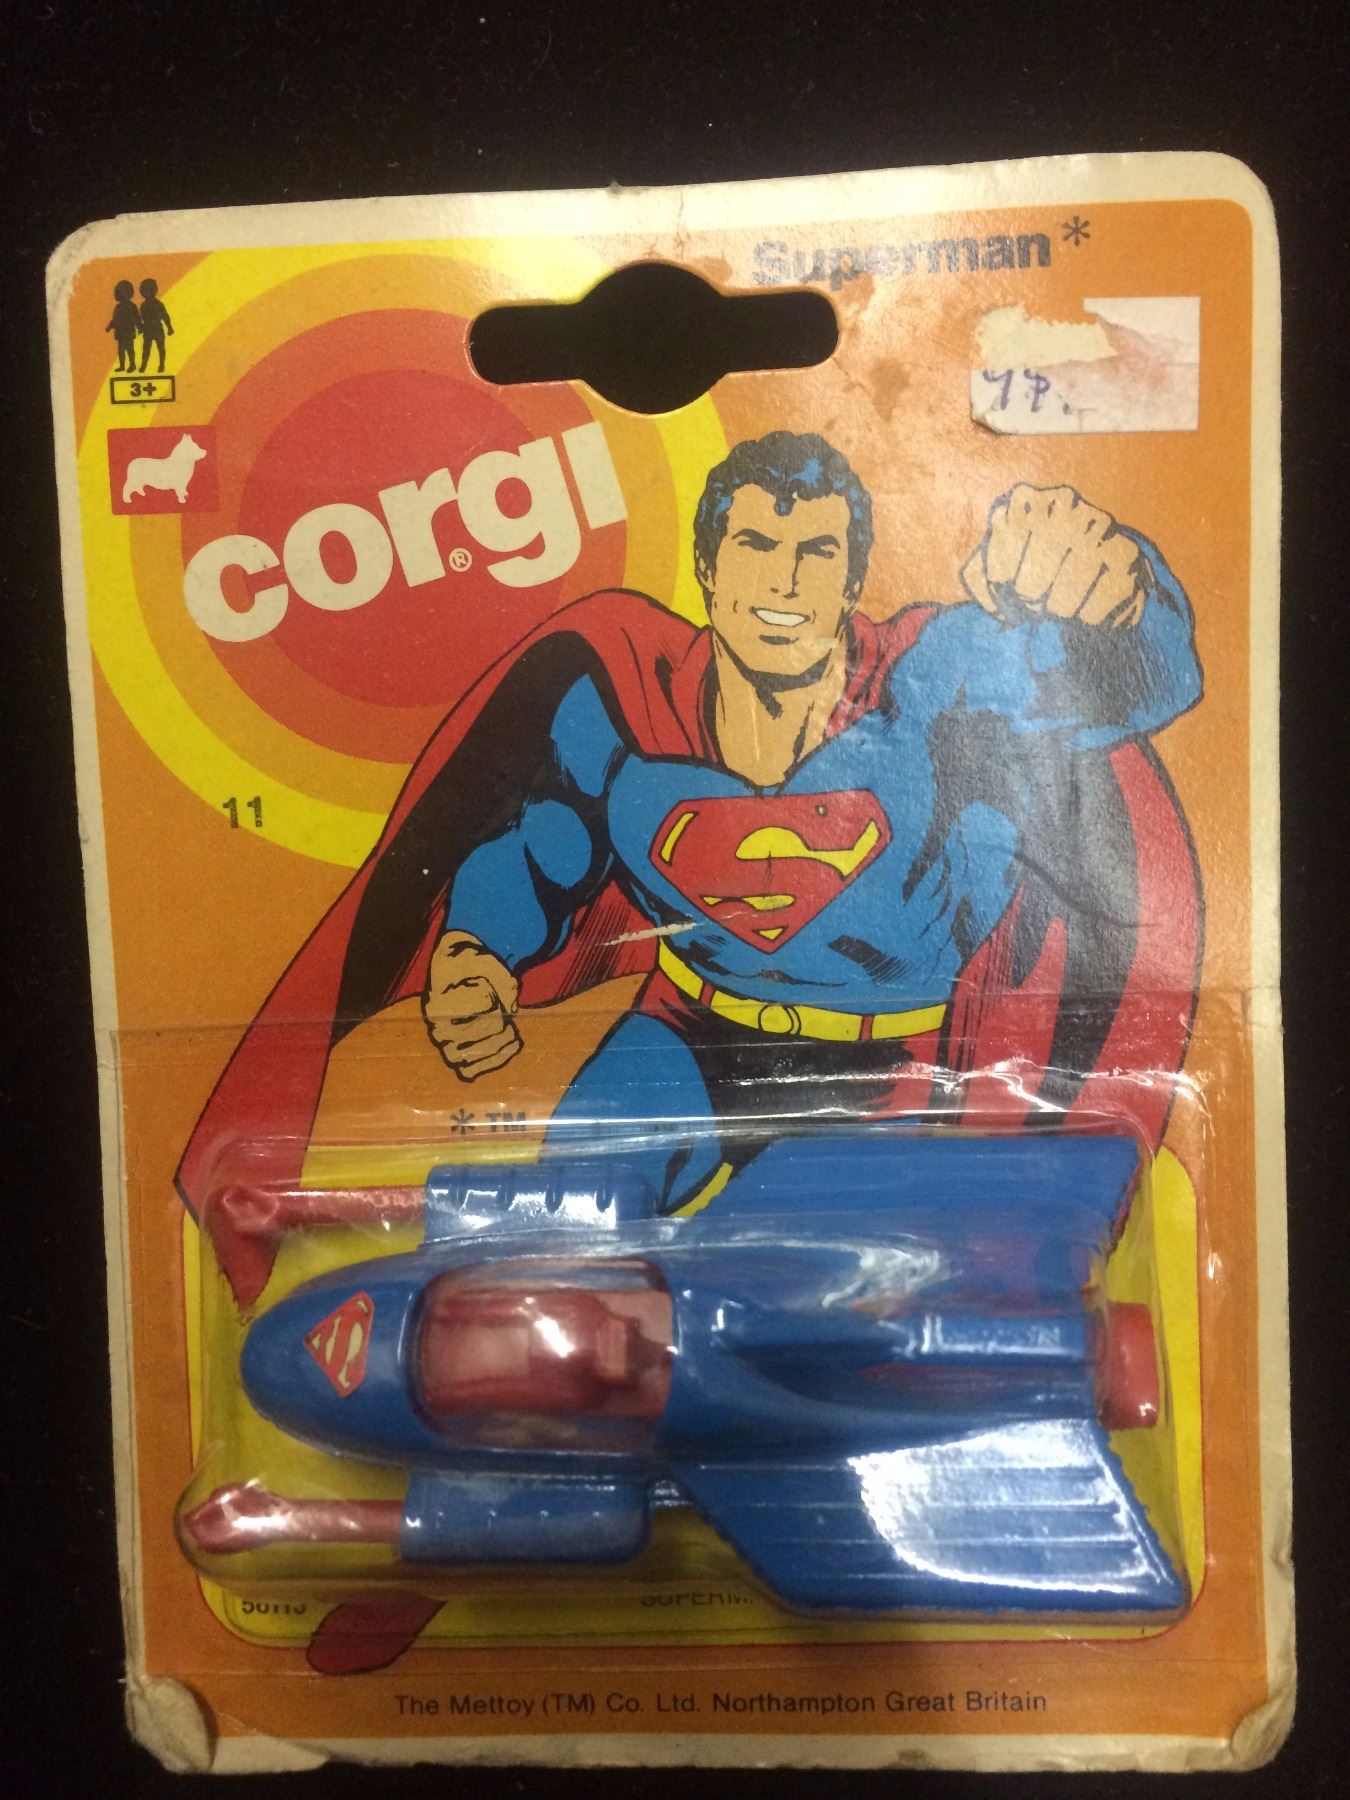 Superman*
3+
corgi
®
11
* TM
The Mettoy (TM) Co. Ltd. Northampton Great Britain